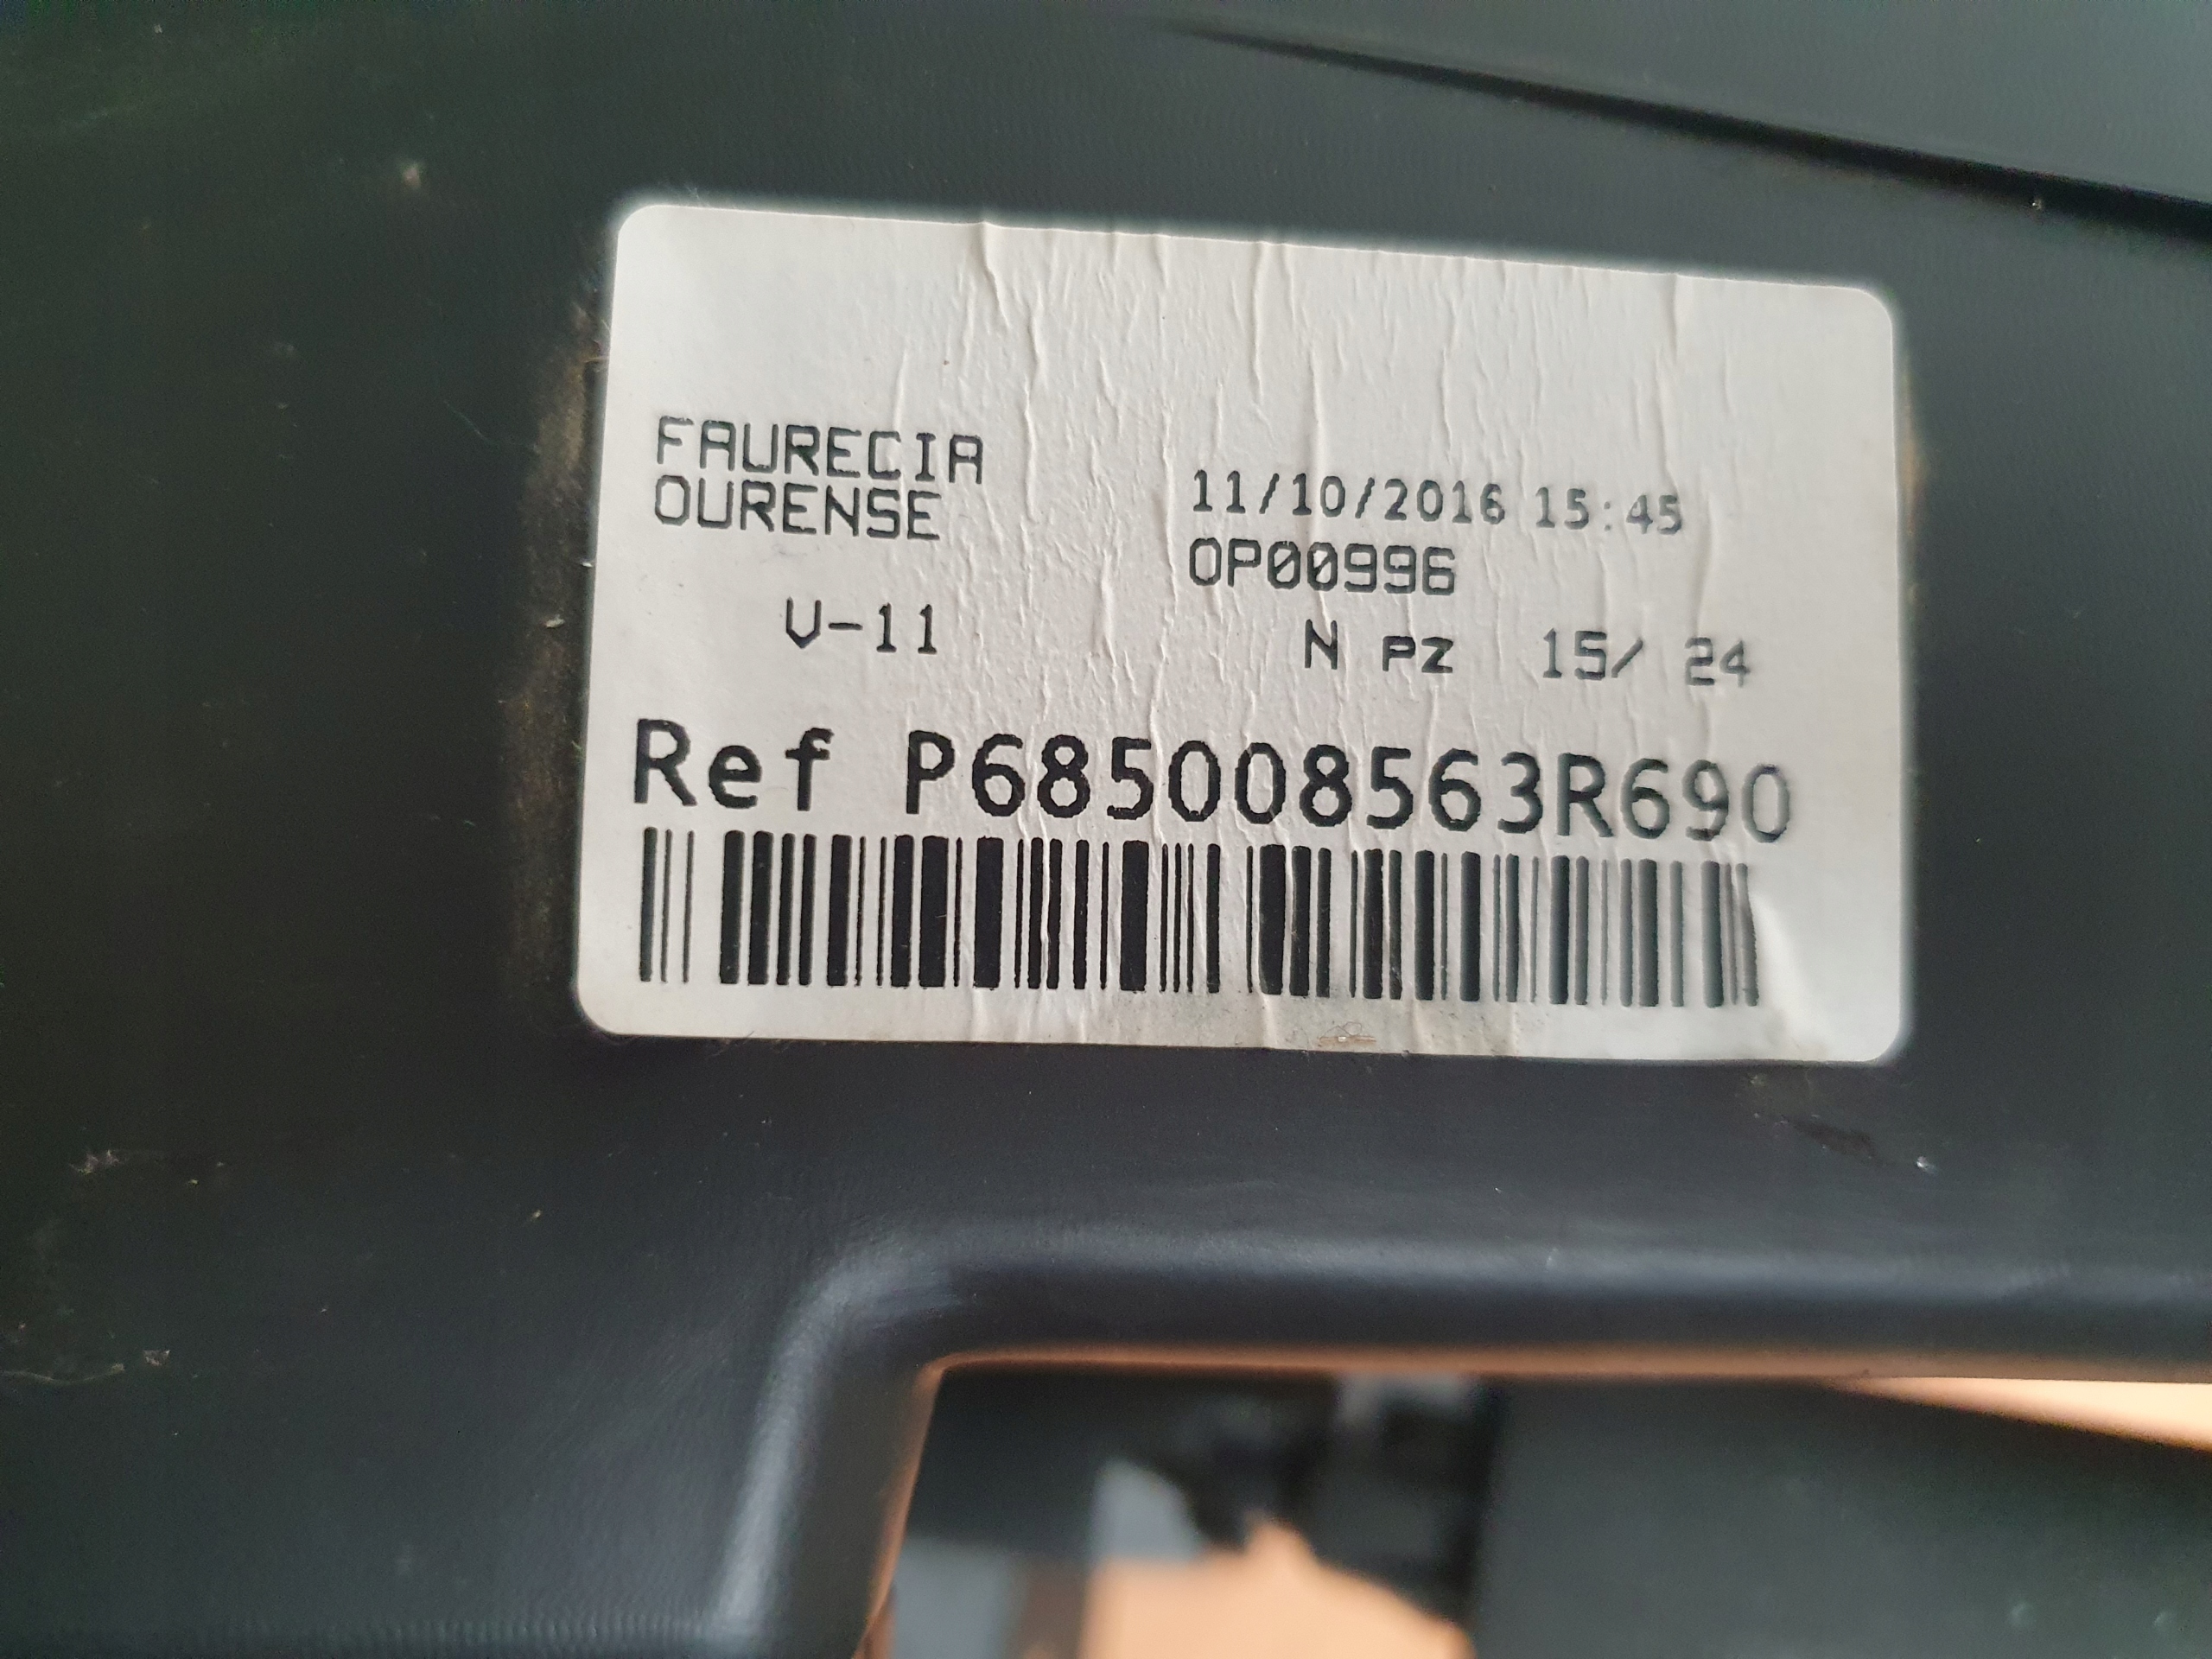 FAURECIA
OURENSE
11/10/2016 15:45
OP00996
V-11
N PZ 15/ 24
Ref P685008563R690